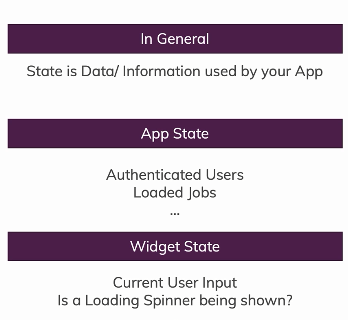 In General
State is Data/ Information used by your App
App State
Authenticated Users
Loaded Jobs
...
Widget State
Current User Input
Is a Loading Spinner being shown?